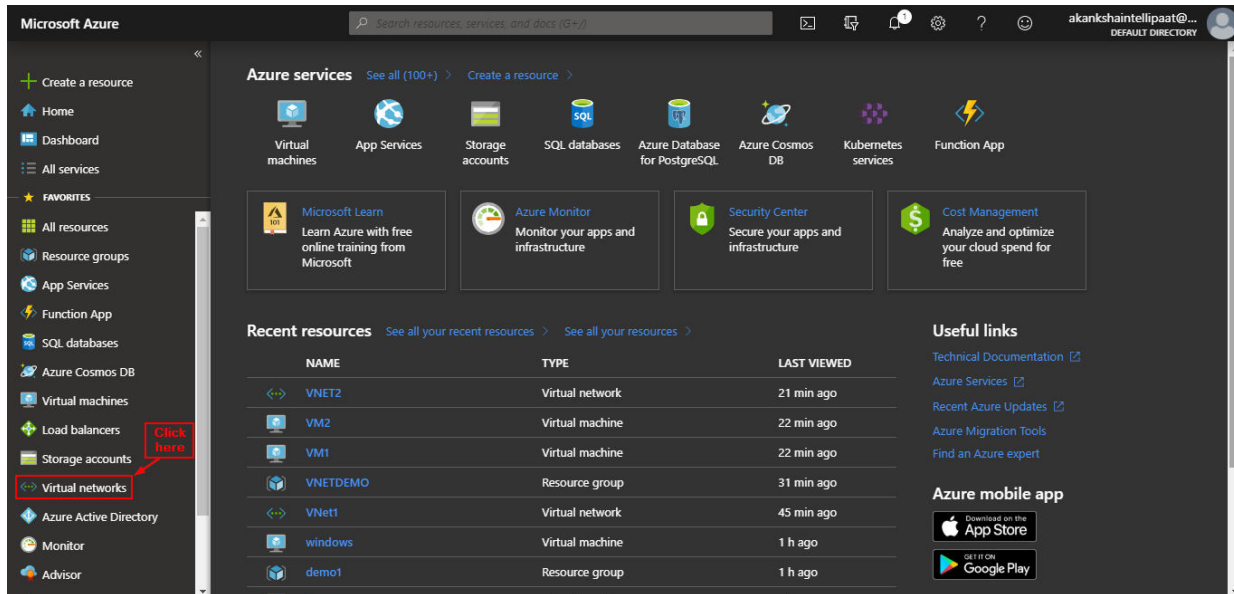 Microsoft Azure
Search resources, services, and docs (G+/)
1
akankshaintellipaat@...
DEFAULT DIRECTORY
«
Create a resource
Home
Dashboard
All services
FAVORITES
All resources
Resource groups
App Services
Function App
SQL databases
Azure Cosmos DB
Virtual machines
Load balancers
Storage accounts
Virtual networks
Azure Active Directory
Monitor
Advisor
Click
here
Azure services See all (100+) > Create a resource >
Virtual
machines
App Services
Storage
accounts
SQL
SQL databases
Azure Database
for PostgreSQL
Azure Cosmos
DB
Kubernetes
services
Function App
101
Microsoft Learn
Learn Azure with free
online training from
Microsoft
Azure Monitor
Monitor your apps and
infrastructure
Security Center
Secure your apps and
infrastructure
$
Cost Management
Analyze and optimize
your cloud spend for
free
Recent resources See all your recent resources > See all your resources >
NAME TYPE LAST VIEWED
VNET2 Virtual network 21 min ago
VM2 Virtual machine 22 min ago
VM1 Virtual machine 22 min ago
VNETDEMO Resource group 31 min ago
VNet1 Virtual network 45 min ago
windows Virtual machine 1 h ago
demo1 Resource group 1 h ago
Useful links
Technical Documentation
Azure Services
Recent Azure Updates
Azure Migration Tools
Find an Azure expert
Azure mobile app
Download on the
App Store
GET IT ON
Google Play